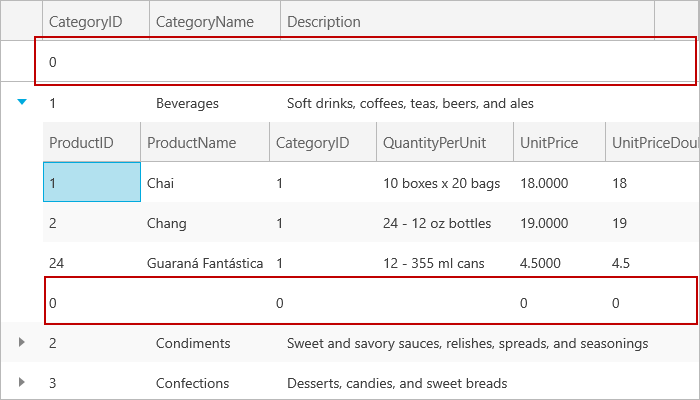 CategoryID CategoryName Description
0
1 Beverages Soft drinks, coffees, teas, beers, and ales
ProductID ProductName CategoryID QuantityPerUnit UnitPrice UnitPriceDou
1 Chai 1 10 boxes x 20 bags 18.0000 18
2 Chang 1 24 - 12 oz bottles 19.0000 19
24 Guaraná Fantástica 1 12 - 355 ml cans 4.5000 4.5
0 0 0 0
2 Condiments Sweet and savory sauces, relishes, spreads, and seasonings
3 Confections Desserts, candies, and sweet breads